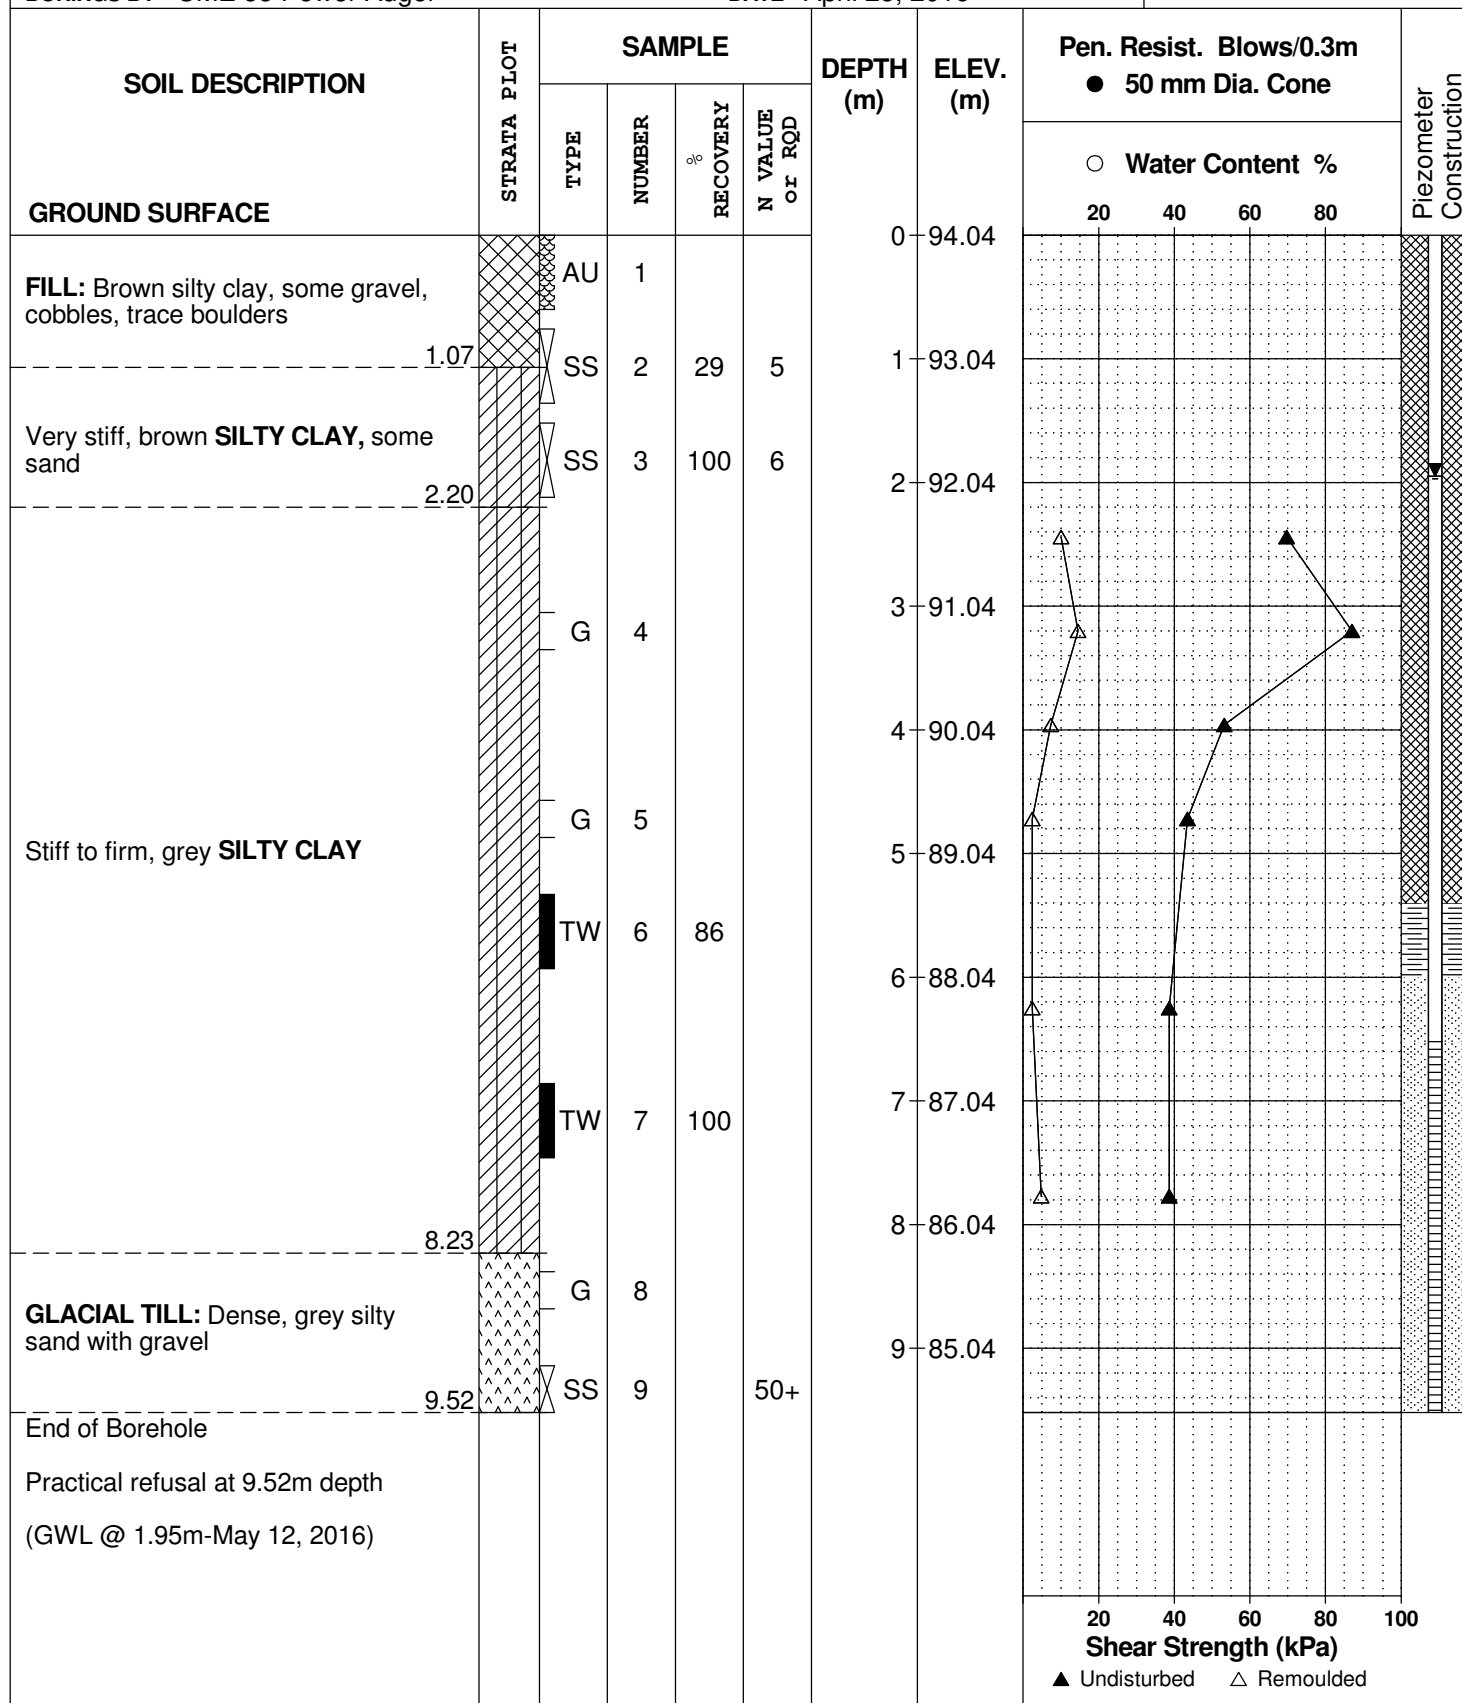 SOIL DESCRIPTION
GROUND SURFACE
STRATA PLOT
SAMPLE
TYPE
NUMBER
% RECOVERY
N VALUE or RQD
DEPTH (m)
ELEV. (m)
Pen. Resist. Blows/0.3m
● 50 mm Dia. Cone
○ Water Content %
20 40 60 80
Piezometer Construction
0 94.04
FILL: Brown silty clay, some gravel,
cobbles, trace boulders
1.07
AU 1
SS 2 29 5
1 93.04
Very stiff, brown SILTY CLAY, some
sand
2.20
SS 3 100 6
2 92.04
3 91.04
G 4
4 90.04
G 5
Stiff to firm, grey SILTY CLAY
5 89.04
TW 6 86
6 88.04
7 87.04
TW 7 100
8 86.04
8.23
G 8
GLACIAL TILL: Dense, grey silty
sand with gravel
9 85.04
9.52
SS 9 50+
End of Borehole
Practical refusal at 9.52m depth
(GWL @ 1.95m-May 12, 2016)
20 40 60 80 100
Shear Strength (kPa)
▲ Undisturbed △ Remoulded